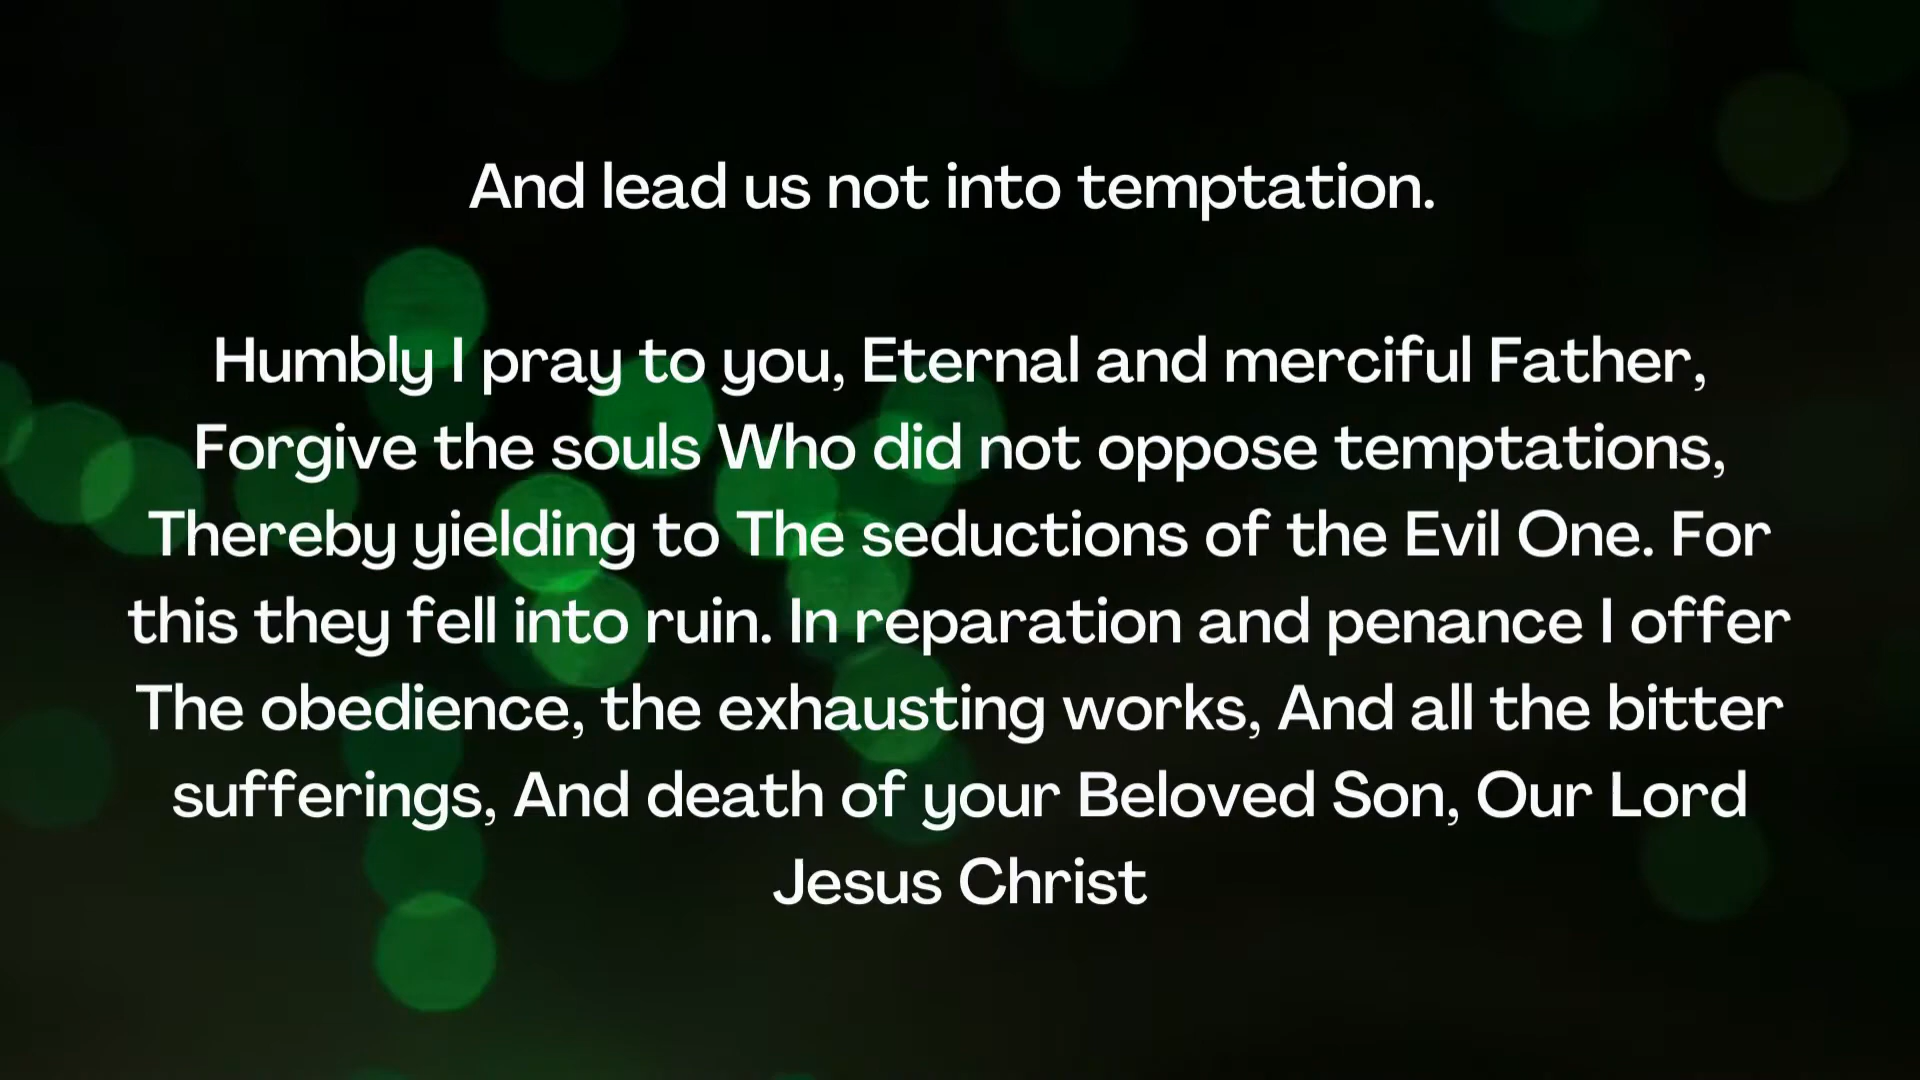 And lead us not into temptation.
Humbly I pray to you, Eternal and merciful Father,
Forgive the souls Who did not oppose temptations,
Thereby yielding to The seductions of the Evil One. For
this they fell into ruin. In reparation and penance I offer
The obedience, the exhausting works, And all the bitter
sufferings, And death of your Beloved Son, Our Lord
Jesus Christ